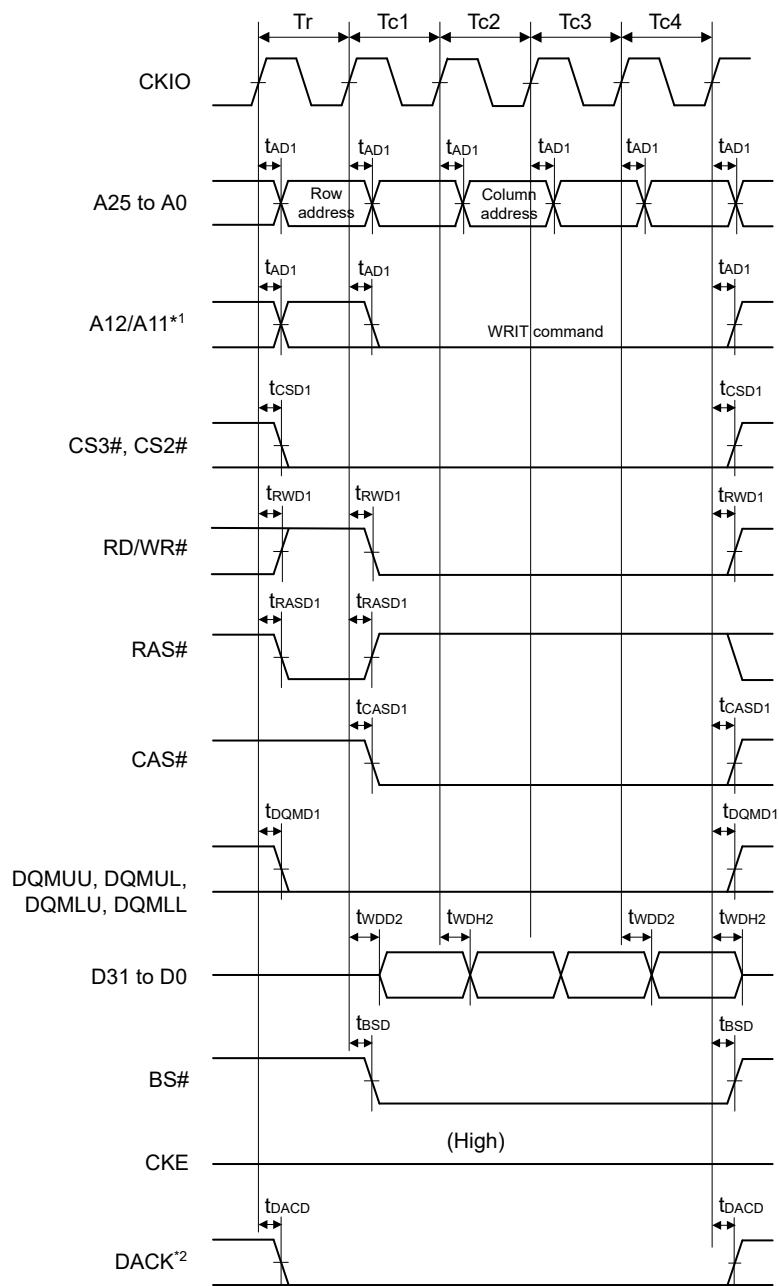 Tr Tc1 Tc2 Tc3 Tc4
CKIO
tAD1 tAD1 tAD1 tAD1 tAD1 tAD1
A25 to A0
Row
address
Column
address
tAD1 tAD1 tAD1
A12/A11*1
WRIT command
tCSD1 tCSD1
CS3#, CS2#
tRWD1 tRWD1 tRWD1
RD/WR#
tRASD1 tRASD1
RAS#
tCASD1 tCASD1
CAS#
tDQMD1 tDQMD1
DQMUU, DQMUL,
DQMLU, DQMLL
tWDD2 tWDH2 tWDD2 tWDH2
D31 to D0
tBSD tBSD
BS#
(High)
CKE
tDACD tDACD
DACK*2